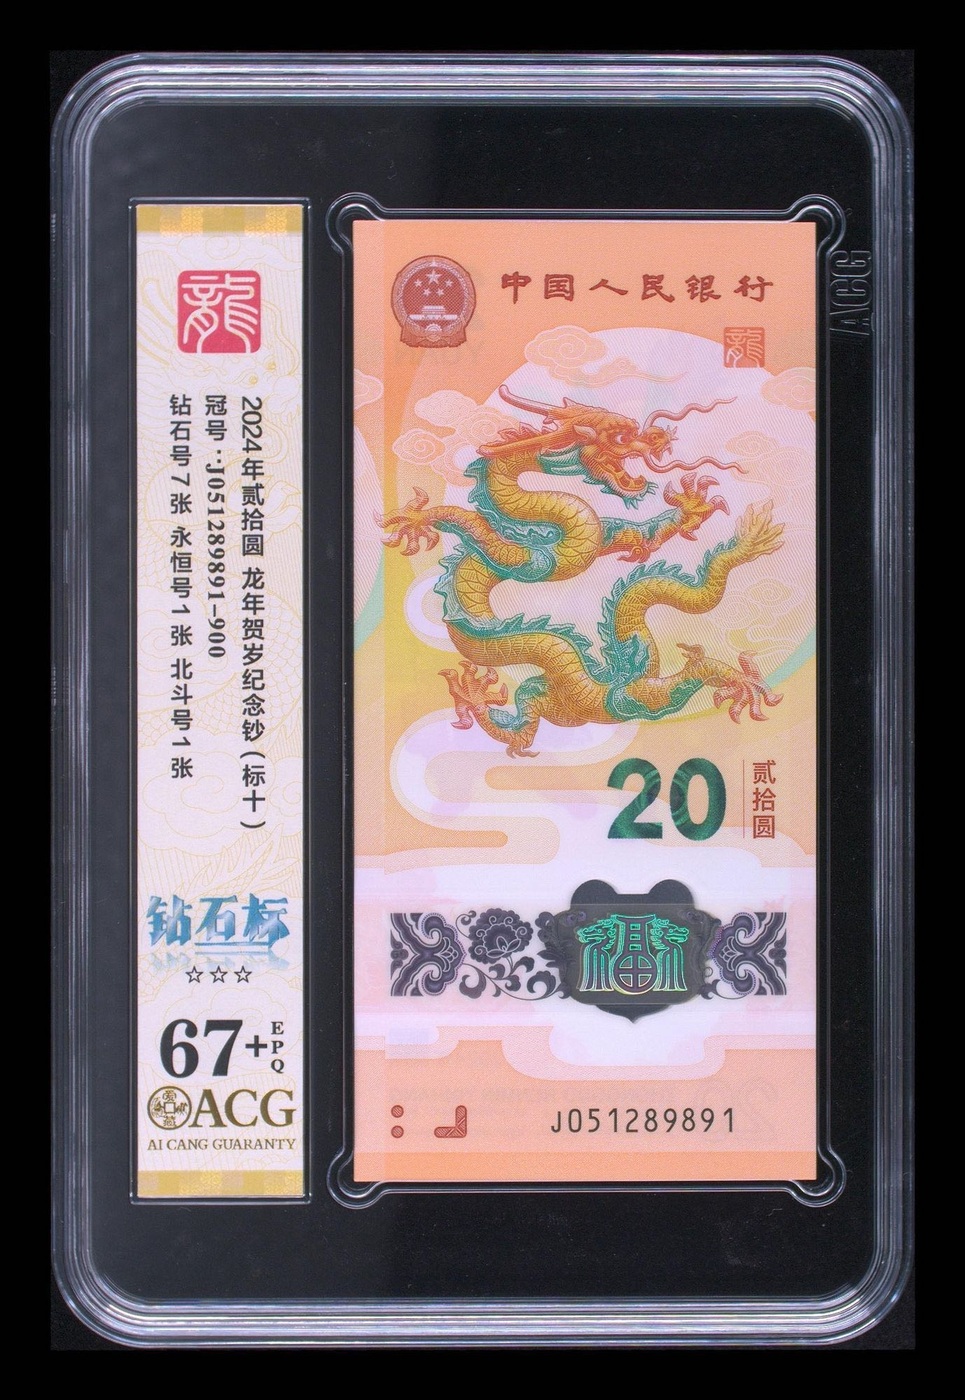 龍
2024年贰拾圆 龙年贺岁纪念钞(标十)
冠号:J051289891-900
钻石号7张 永恒号1张 北斗号1张
钻石标
☆☆☆
67+
EPQ
爱藏
ACG
AI CANG GUARANTY
中国人民银行
龍
20
贰拾圆
福
J051289891
ACG